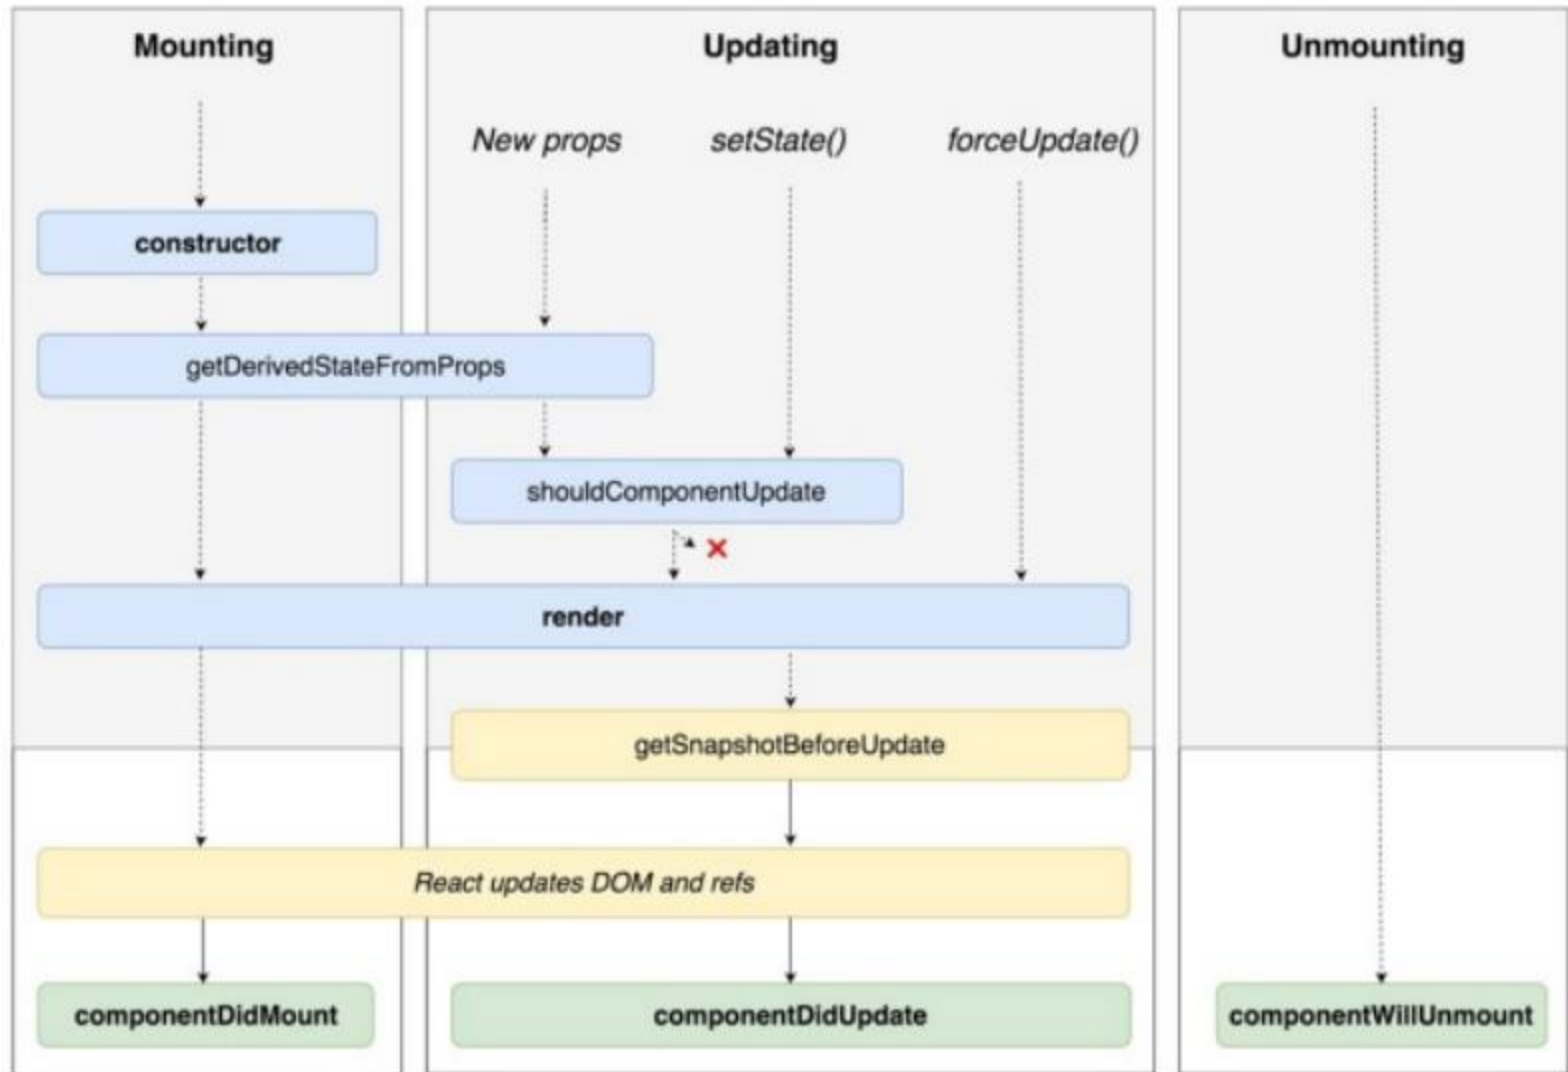 Mounting
Updating
Unmounting
New props
setState()
forceUpdate()
constructor
getDerivedStateFromProps
shouldComponentUpdate
render
getSnapshotBeforeUpdate
React updates DOM and refs
componentDidMount
componentDidUpdate
componentWillUnmount